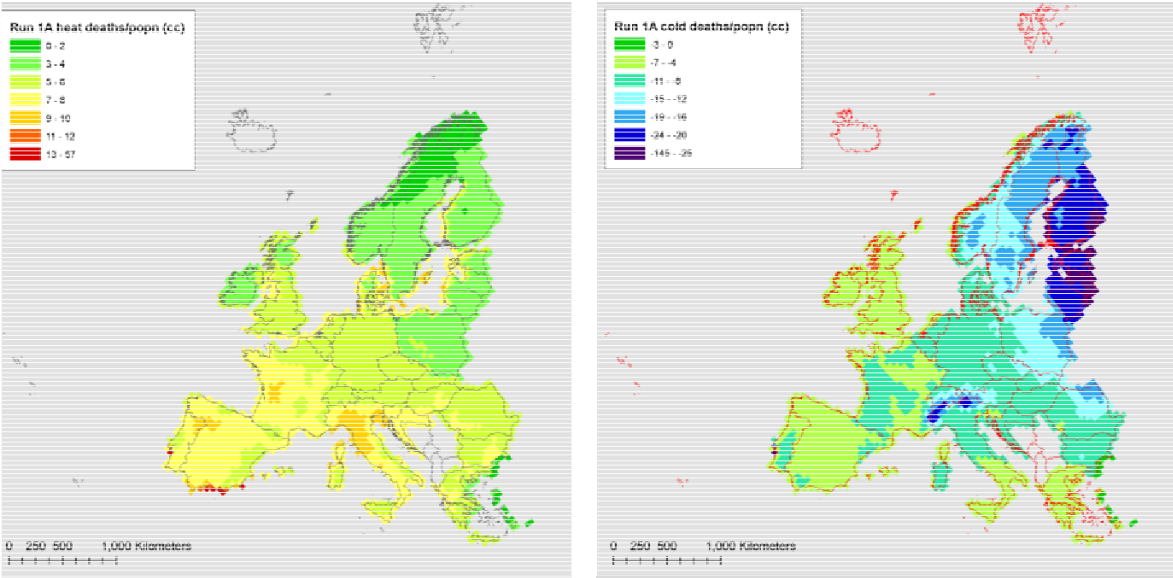 Run 1A heat deaths/popn (cc)
0 - 2
3 - 4
5 - 6
7 - 8
9 - 10
11 - 12
13 - 57
0 250 500 1,000 Kilometers
Run 1A cold deaths/popn (cc)
-3 - 0
-7 - -4
-11 - -8
-15 - -12
-19 - -16
-24 - -20
-145 - -25
0 250 500 1,000 Kilometers